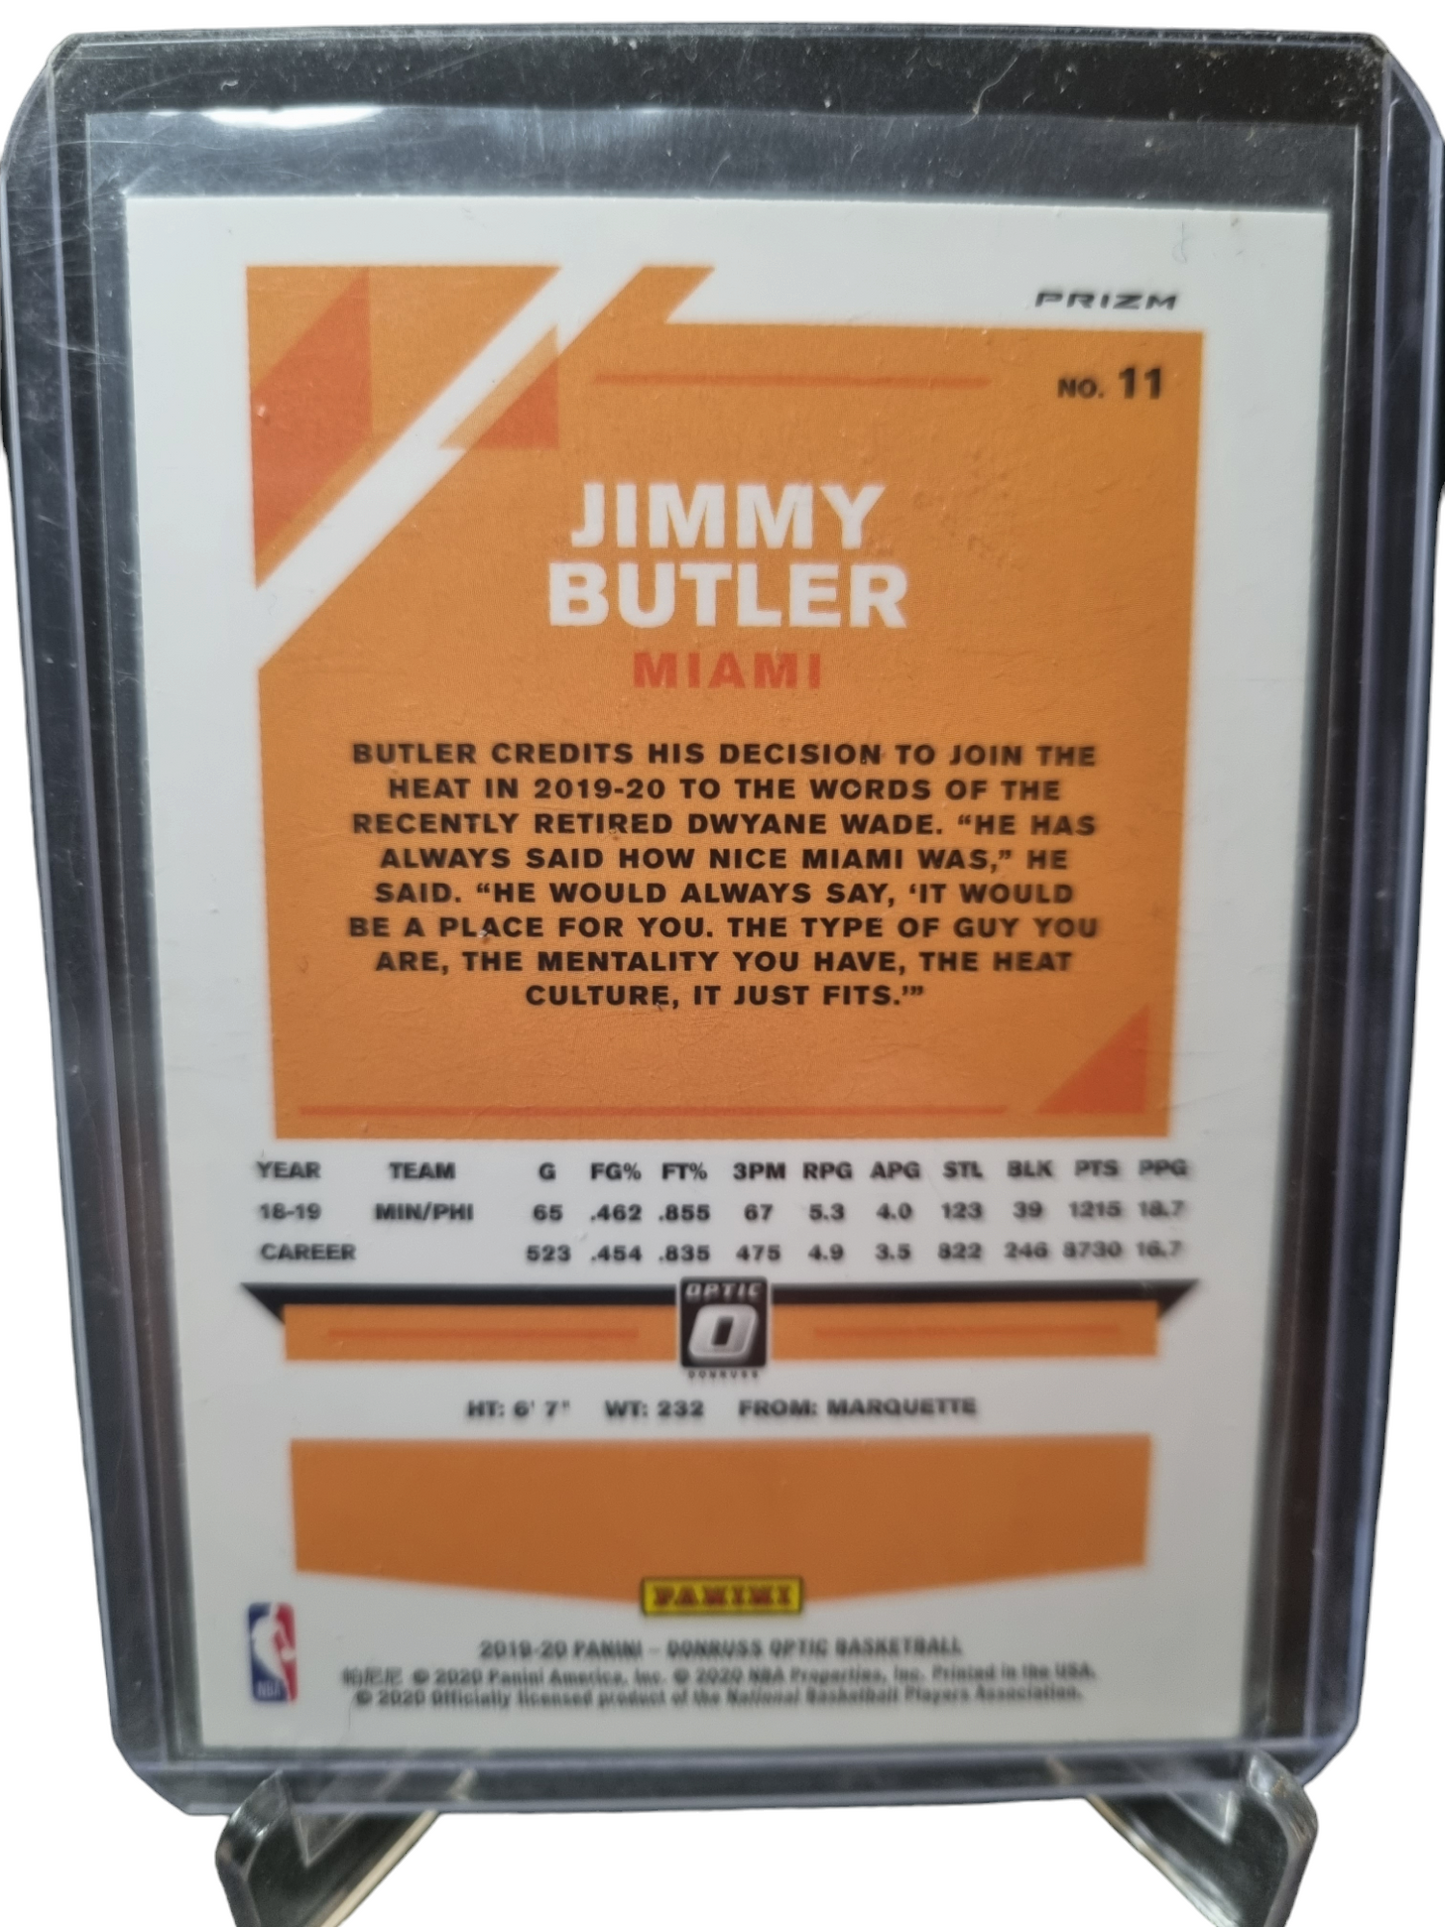 PRIZM
NO. 11
JIMMY
BUTLER
MIAMI
BUTLER CREDITS HIS DECISION TO JOIN THE
HEAT IN 2019-20 TO THE WORDS OF THE
RECENTLY RETIRED DWYANE WADE. “HE HAS
ALWAYS SAID HOW NICE MIAMI WAS,” HE
SAID. “HE WOULD ALWAYS SAY, ‘IT WOULD
BE A PLACE FOR YOU. THE TYPE OF GUY YOU
ARE, THE MENTALITY YOU HAVE, THE HEAT
CULTURE, IT JUST FITS.’”
YEAR TEAM G FG% FT% 3PM RPG APG STL BLK PTS PPG
18-19 MIN/PHI 65 .462 .855 67 5.3 4.0 123 39 1215 18.7
CAREER 523 .454 .835 475 4.9 3.5 822 246 8730 16.7
OPTIC
O
DONRUSS
HT: 6' 7" WT: 232 FROM: MARQUETTE
PANINI
NBA
2019-20 PANINI – DONRUSS OPTIC BASKETBALL
© 2020 Panini America, Inc. © 2020 NBA Properties, Inc. Printed in the USA.
© 2020 Officially licensed product of the National Basketball Players Association.